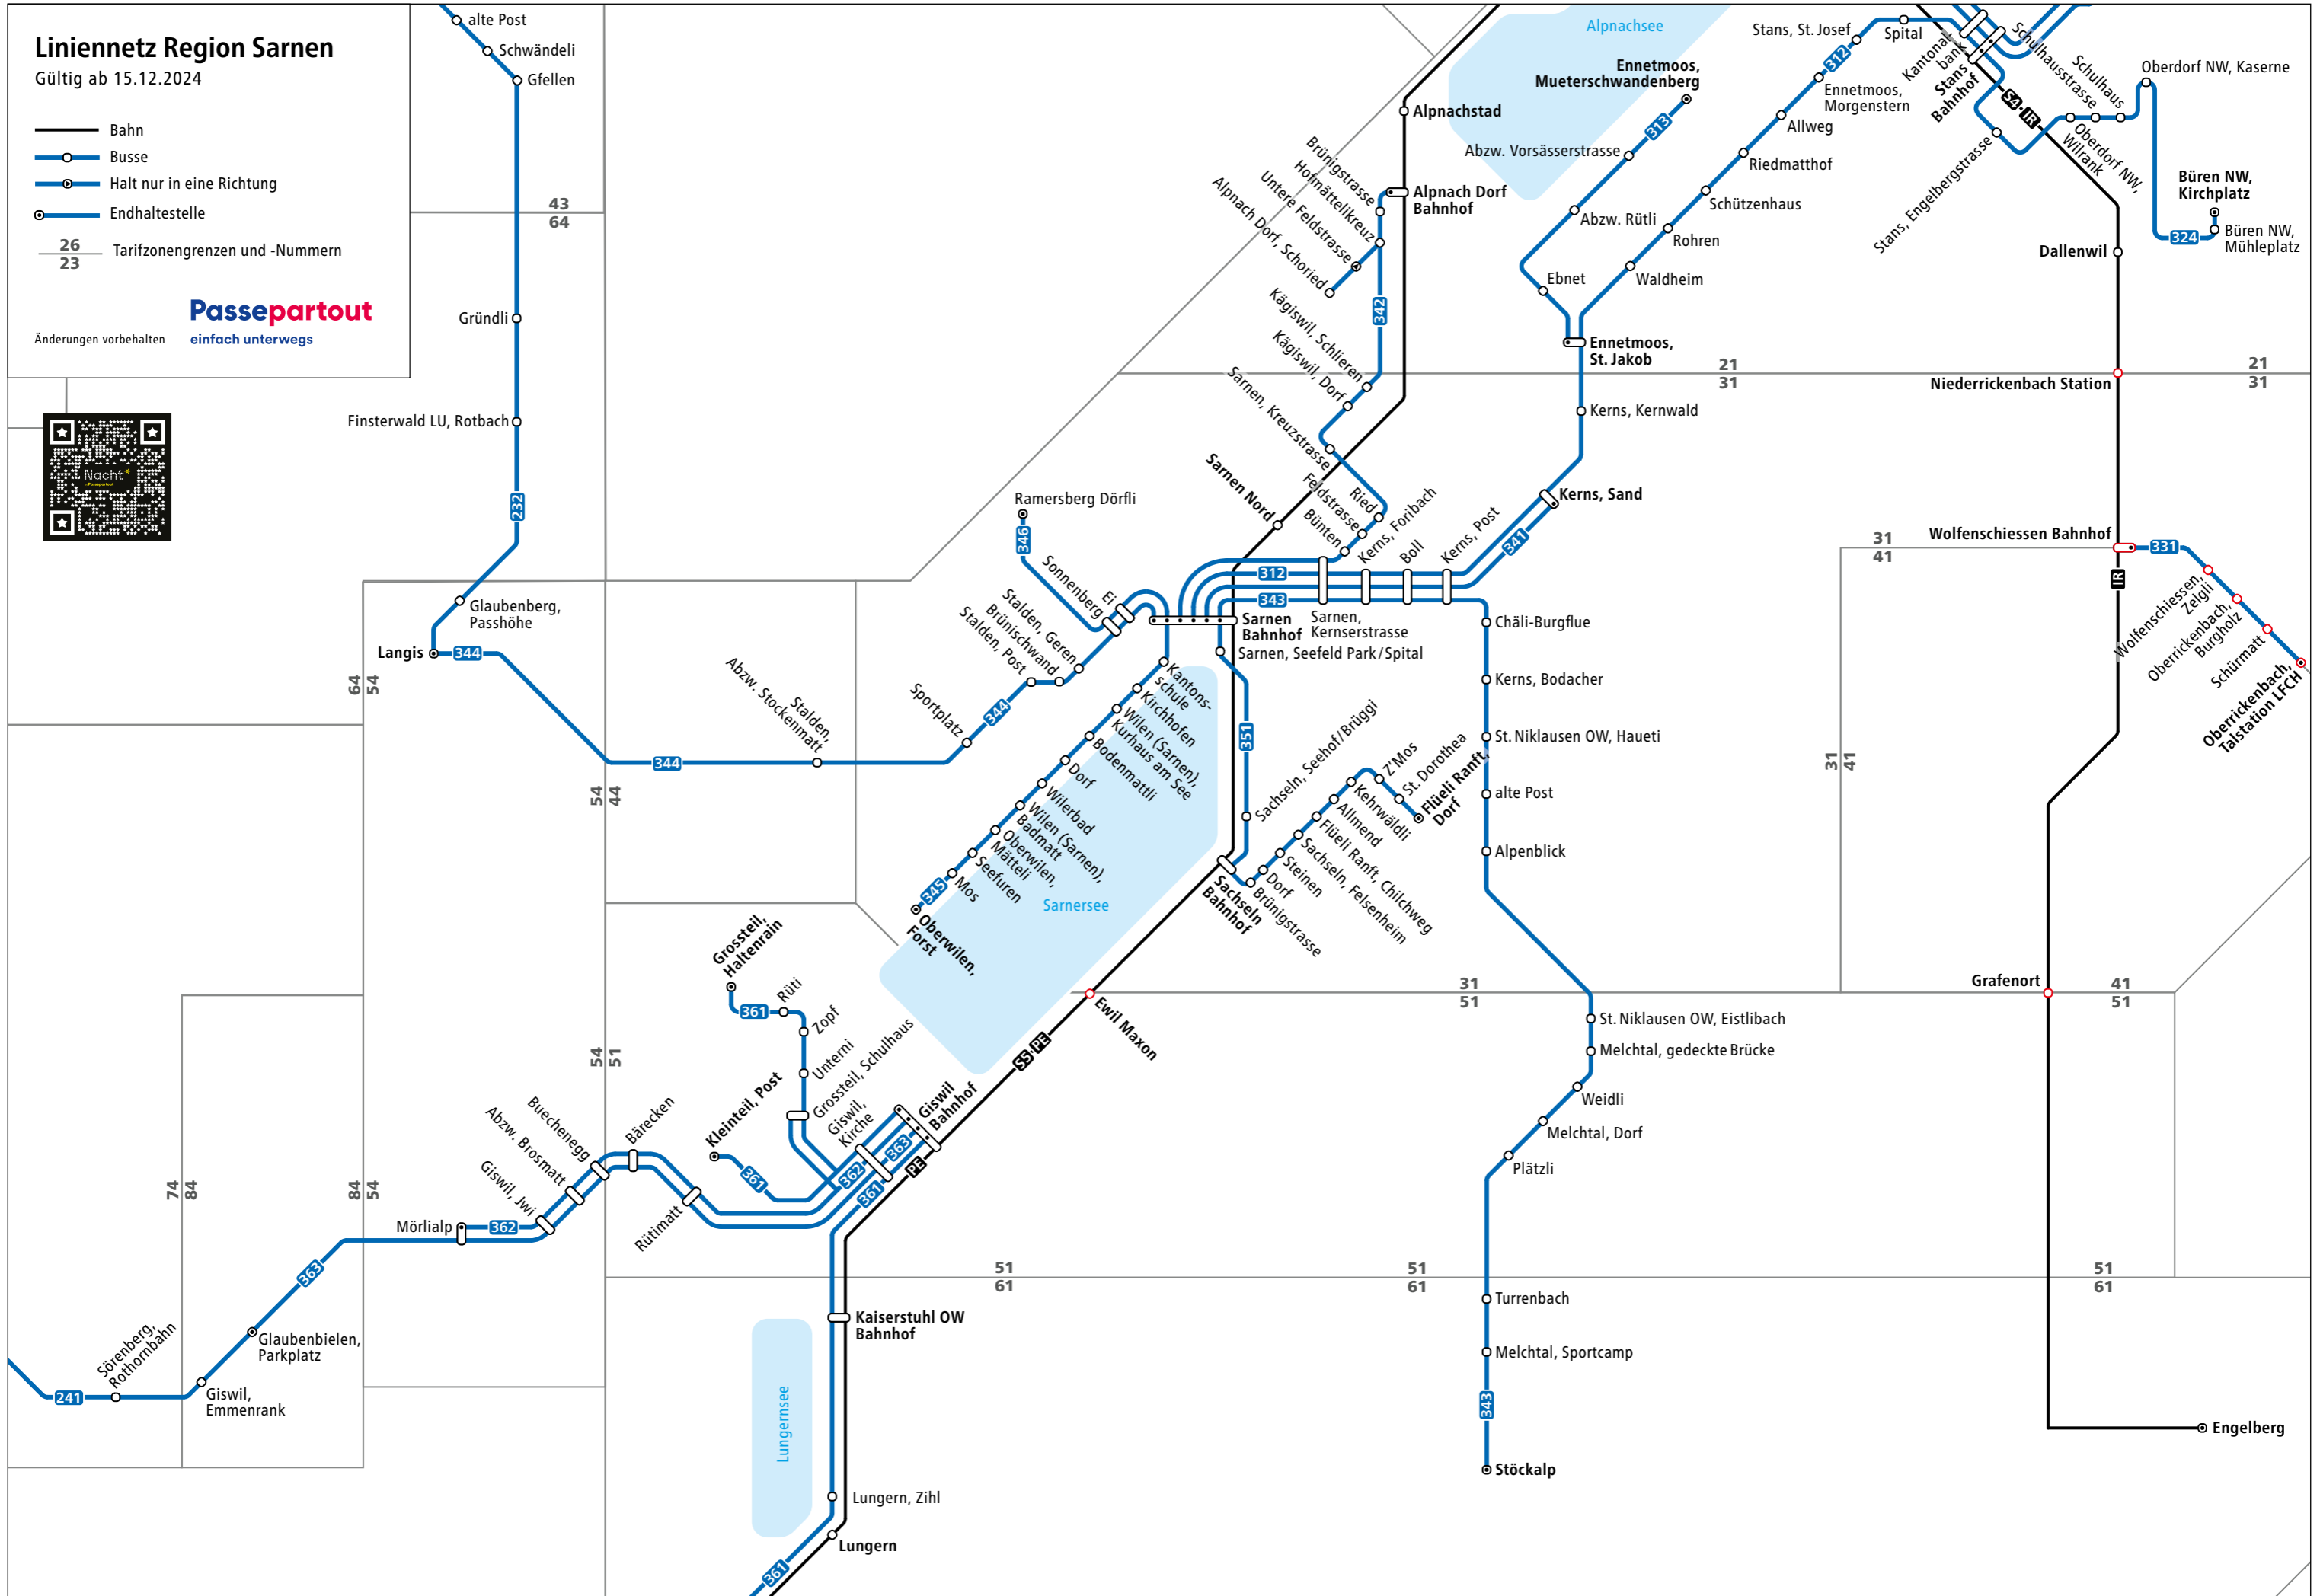 Liniennetz Region Sarnen
Gültig ab 15.12.2024
Bahn
Busse
Halt nur in eine Richtung
Endhaltestelle
26
23
Tarifzonengrenzen und -Nummern
Passepartout
einfach unterwegs
Änderungen vorbehalten
Nacht*
Passepartout
alte Post
Schwändeli
Gfellen
43
64
Gründli
Finsterwald LU, Rotbach
232
Glaubenberg,
Passhöhe
Langis
344
64
54
344
54
44
Abzw. Stockenmatt
Stalden,
Sportplatz
344
Stalden, Post
Brünischwand
Stalden, Geren
Sonnenberg
Ei
346
Ramersberg Dörfli
Alpnachsee
Alpnachstad
Alpnach Dorf
Bahnhof
Brünigstrasse
Hofmättelikreuz
Untere Feldstrasse
Alpnach Dorf, Schoried
342
Kägiswil, Schlieren
Kägiswil, Dorf
Sarnen, Kreuzstrasse
Sarnen Nord
Ried
Feldstrasse
Bünten
Kerns, Foribach
Boll
Kerns, Post
312
343
341
Kerns, Sand
Kerns, Kernwald
Sarnen
Bahnhof
Sarnen,
Kernserstrasse
Sarnen, Seefeld Park/Spital
Ennetmoos,
Mueterschwandenberg
313
Abzw. Vorsässerstrasse
Abzw. Rütli
Ebnet
Ennetmoos,
St. Jakob
Waldheim
Rohren
Schützenhaus
Riedmatthof
Allweg
Ennetmoos,
Morgenstern
312
Stans, St. Josef
Spital
Kantonal-
bank
Stans
Bahnhof
Schulhausstrasse
Schulhaus
Oberdorf NW, Kaserne
S4·IR
Oberdorf NW,
Wilrank
Stans, Engelbergstrasse
Büren NW,
Kirchplatz
Büren NW,
Mühleplatz
324
Dallenwil
21
31
21
31
Niederrickenbach Station
Wolfenschiessen Bahnhof
331
31
41
IR
Wolfenschiessen,
Zelgli
Oberrickenbach,
Burgholz
Schürmatt
Oberrickenbach,
Talstation LFCH
31
41
Grafenort
41
51
51
61
Engelberg
Chäli-Burgflue
Kerns, Bodacher
St. Niklausen OW, Haueti
alte Post
Alpenblick
31
51
St. Niklausen OW, Eistlibach
Melchtal, gedeckte Brücke
Weidli
Melchtal, Dorf
Plätzli
51
61
Turrenbach
Melchtal, Sportcamp
343
Stöckalp
Kantons-
schule
Kirchhofen
Wilen (Sarnen),
Kurhaus am See
Bodenmattli
Dorf
Wilerbad
Wilen (Sarnen),
Badmatt
Oberwilen,
Mätteli
Seefuren
Mos
345
Oberwilen,
Forst
Sarnersee
351
Sachseln, Seehof/Brüggi
Sachseln
Bahnhof
Brünigstrasse
Dorf
Steinen
Sachseln, Felsenheim
Flüeli Ranft, Chilchweg
Allmend
Kehrwäldli
Z'Mos
St. Dorothea
Flüeli Ranft,
Dorf
Ewil Maxon
S5·PE
Grossteil,
Haltenrain
361
Rüti
Zopf
Unterni
Grossteil, Schulhaus
Giswil,
Kirche
Giswil
Bahnhof
Kleinteil, Post
361
362
363
361
PE
54
51
Bärecken
Buechenegg
Abzw. Brosmatt
Giswil, Jwi
Rütimatt
Mörlialp
362
74
84
84
54
363
Glaubenbielen,
Parkplatz
Giswil,
Emmenrank
Sörenberg,
Rothornbahn
241
51
61
Kaiserstuhl OW
Bahnhof
Lungernsee
Lungern, Zihl
Lungern
361